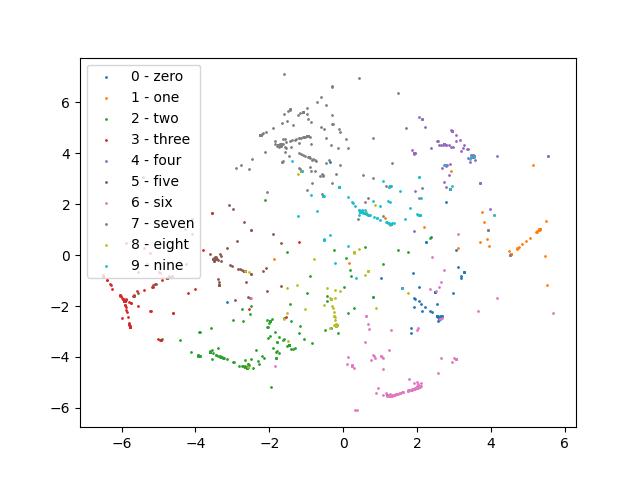 0 - zero
1 - one
2 - two
3 - three
4 - four
5 - five
6 - six
7 - seven
8 - eight
9 - nine
6
4
2
0
−2
−4
−6
−6 −4 −2 0 2 4 6